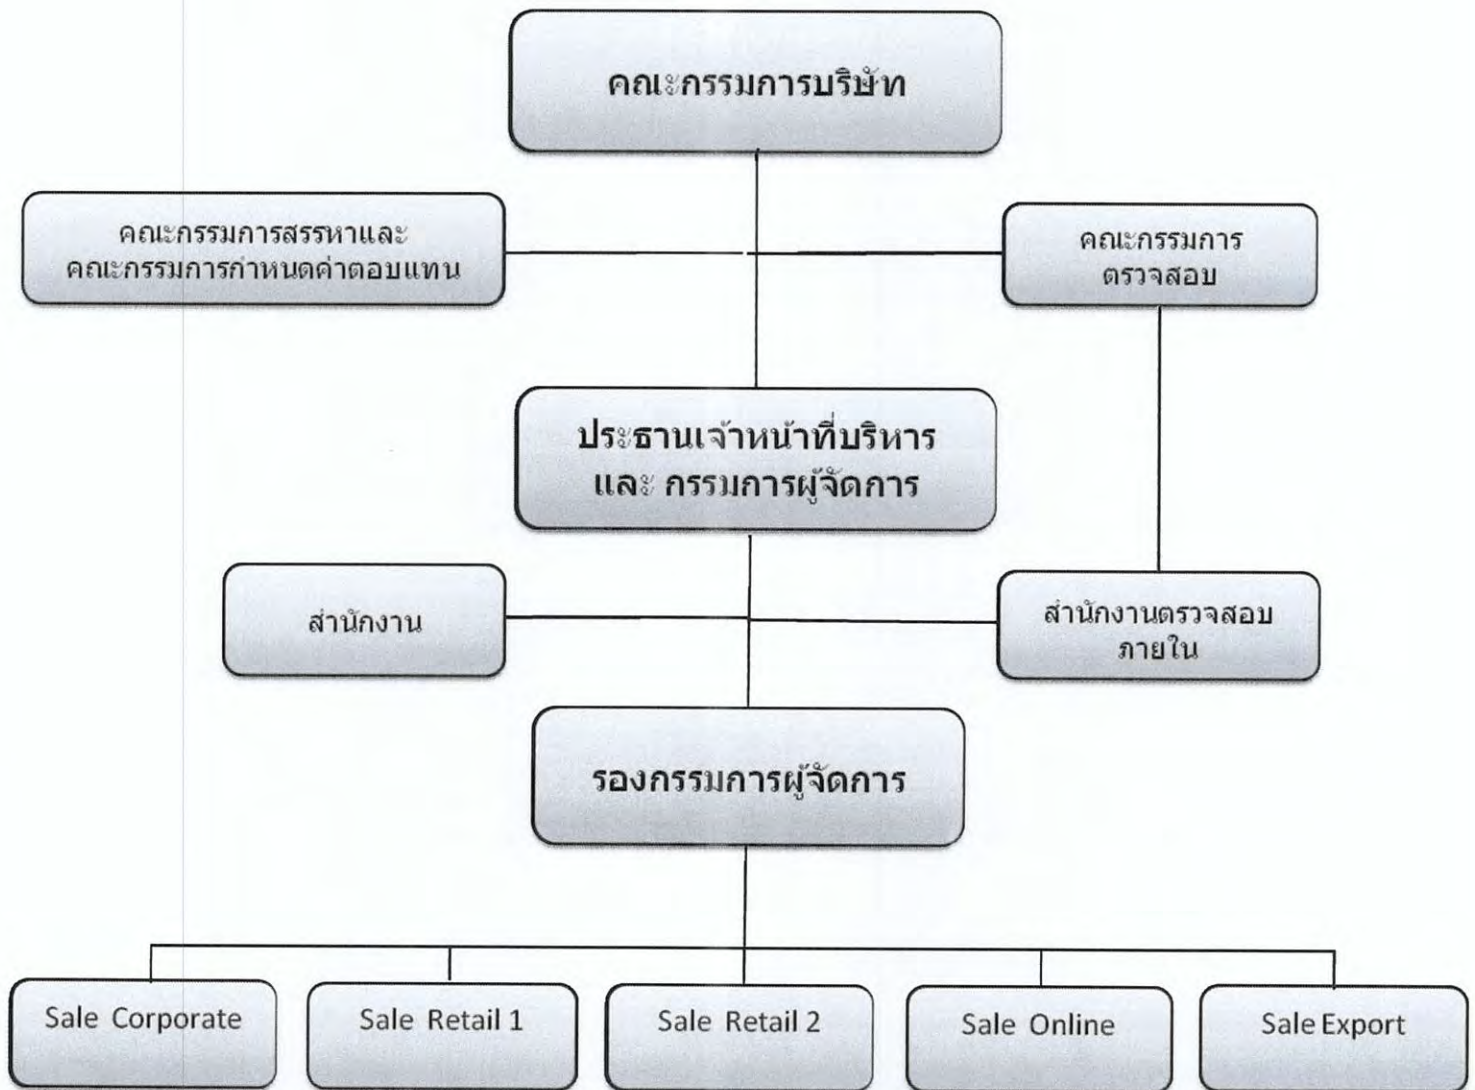 คณะกรรมการบริษัท
คณะกรรมการสรรหาและ
คณะกรรมการกำหนดค่าตอบแทน
คณะกรรมการ
ตรวจสอบ
ประธานเจ้าหน้าที่บริหาร
และ กรรมการผู้จัดการ
สำนักงาน
สำนักงานตรวจสอบ
ภายใน
รองกรรมการผู้จัดการ
Sale Corporate
Sale Retail 1
Sale Retail 2
Sale Online
Sale Export